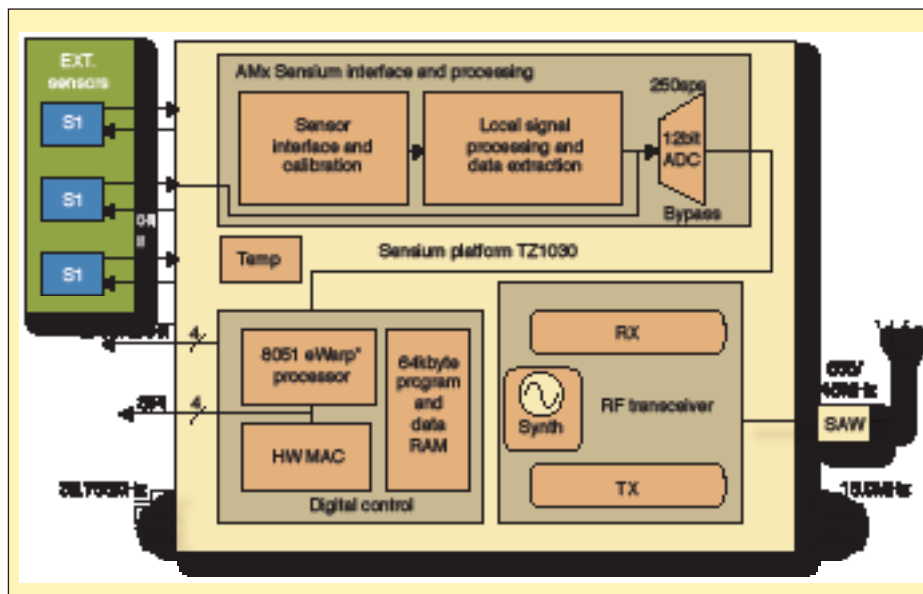 EXT.
sensors
S1
S1
S1
AMx Sensium interface and processing
Sensor
interface and
calibration
Local signal
processing and
data extraction
250sps
12bit
ADC
Bypass
Temp
Sensium platform TZ1030
4
4
SPI
8051 eWarp*
processor
HW MAC
64kbyte
program
and
data
RAM
Digital control
RX
Synth
RF transceiver
TX
SAW